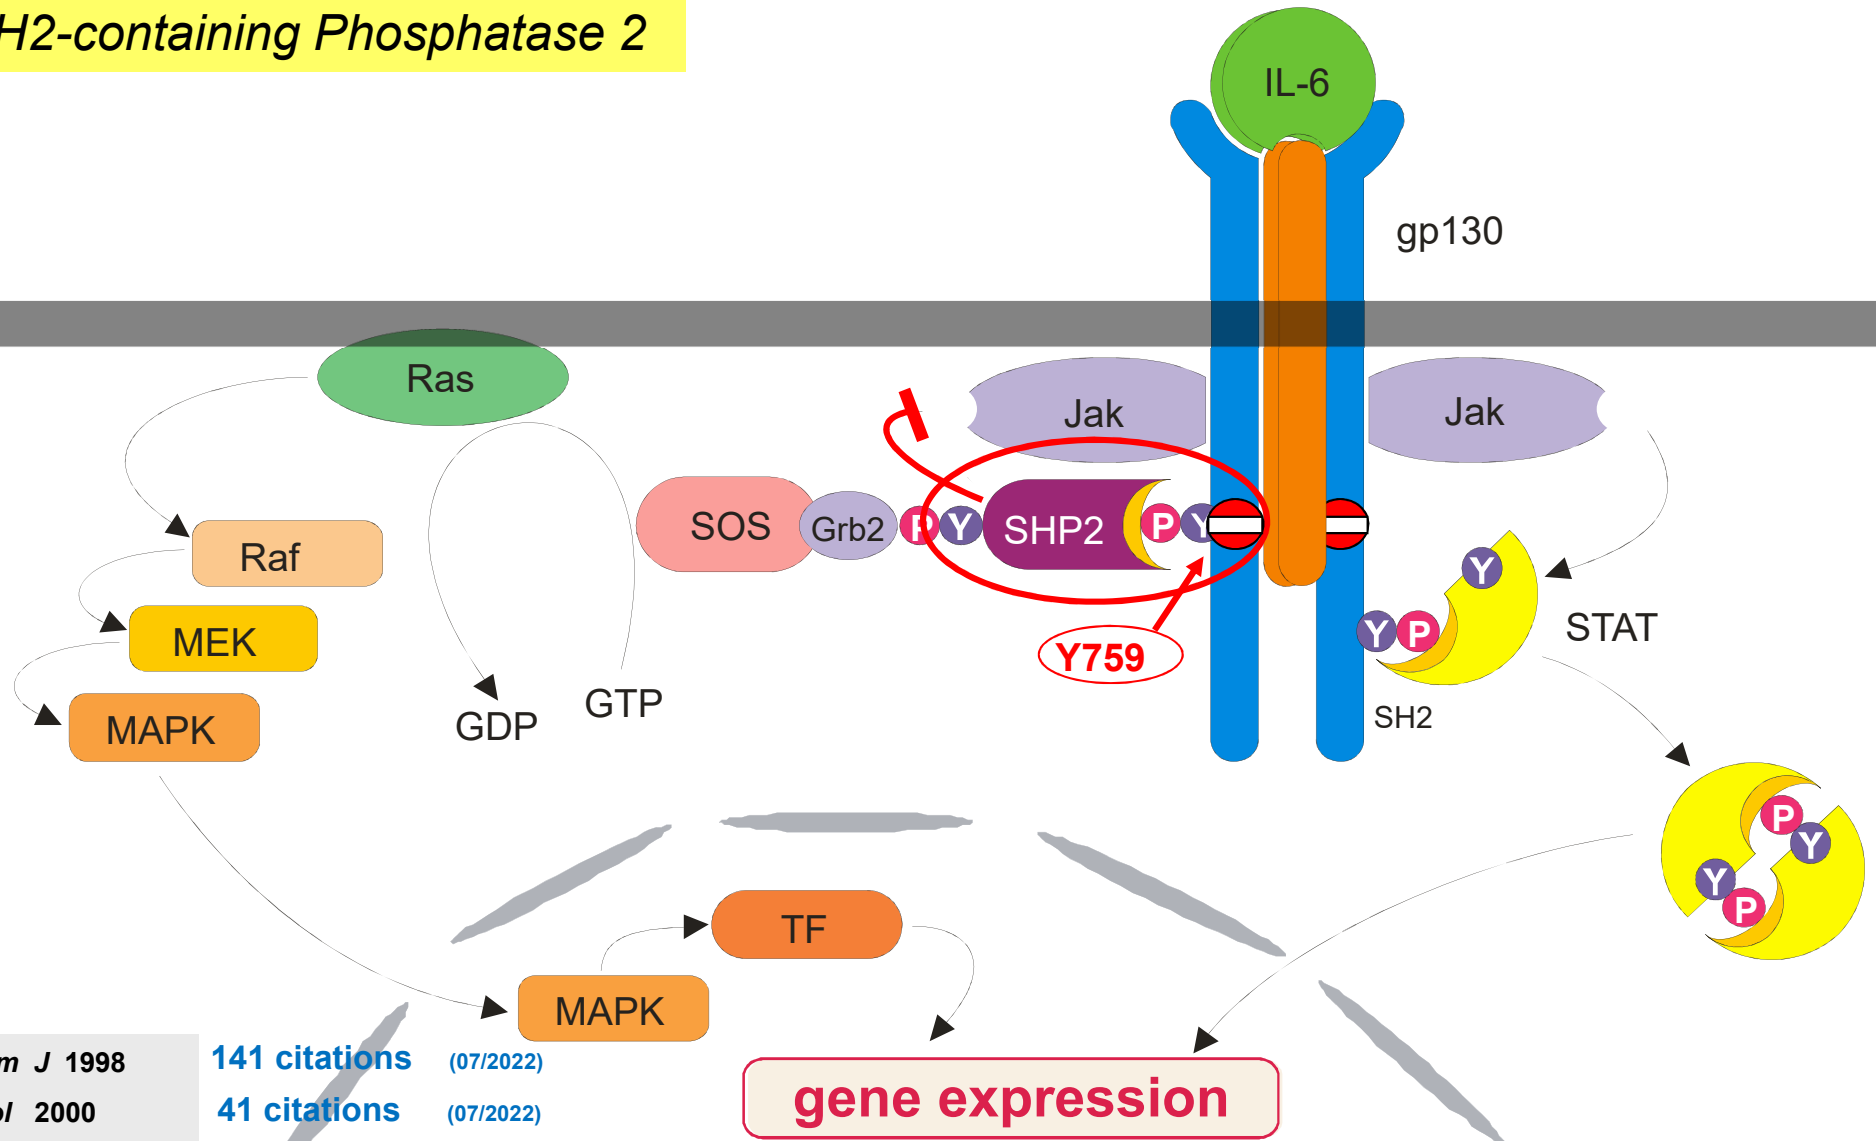 H2-containing Phosphatase 2
IL-6
gp130
Ras
Jak
Jak
SOS
Grb2
P
Y
SHP2
P
Y
Raf
Y
MEK
Y
P
STAT
Y759
GDP
GTP
MAPK
SH2
P
Y
Y
P
TF
MAPK
m J 1998
141 citations (07/2022)
ol 2000
41 citations (07/2022)
gene expression